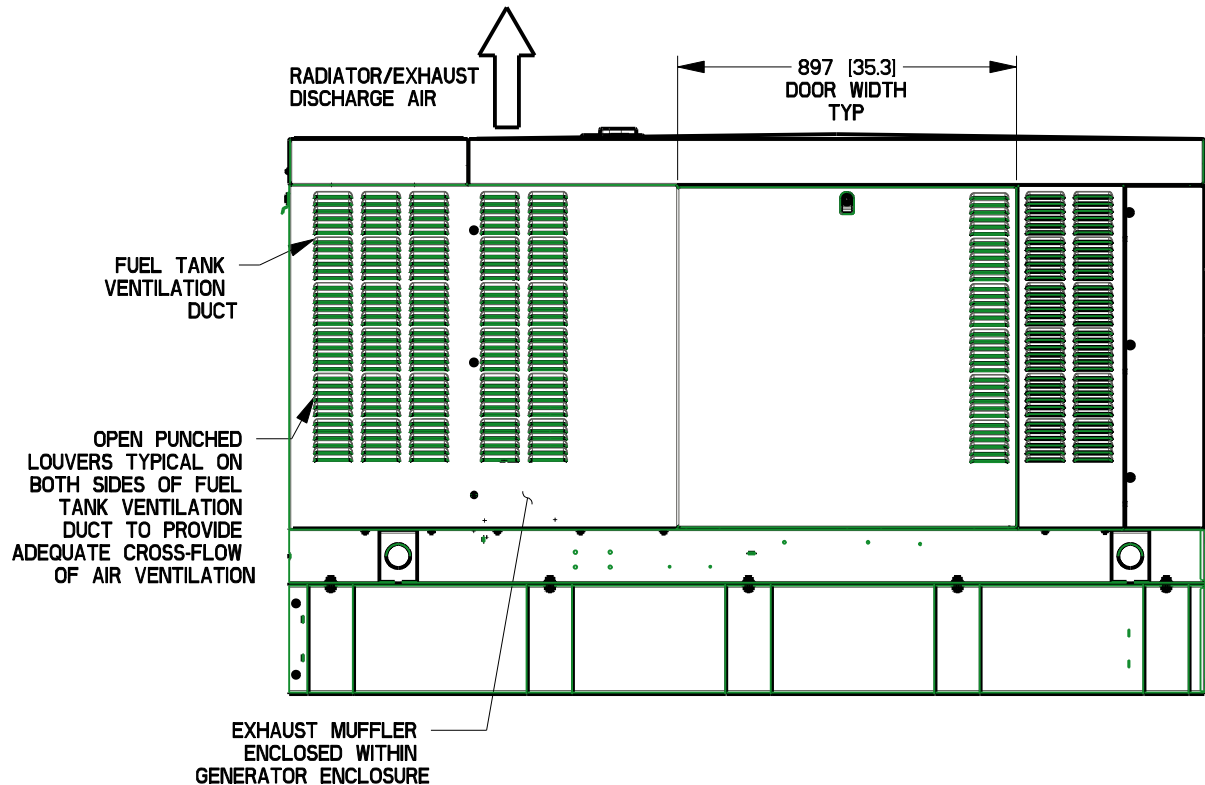 RADIATOR/EXHAUST
DISCHARGE AIR
897 [35.3]
DOOR WIDTH
TYP
FUEL TANK
VENTILATION
DUCT
OPEN PUNCHED
LOUVERS TYPICAL ON
BOTH SIDES OF FUEL
TANK VENTILATION
DUCT TO PROVIDE
ADEQUATE CROSS-FLOW
OF AIR VENTILATION
EXHAUST MUFFLER
ENCLOSED WITHIN
GENERATOR ENCLOSURE